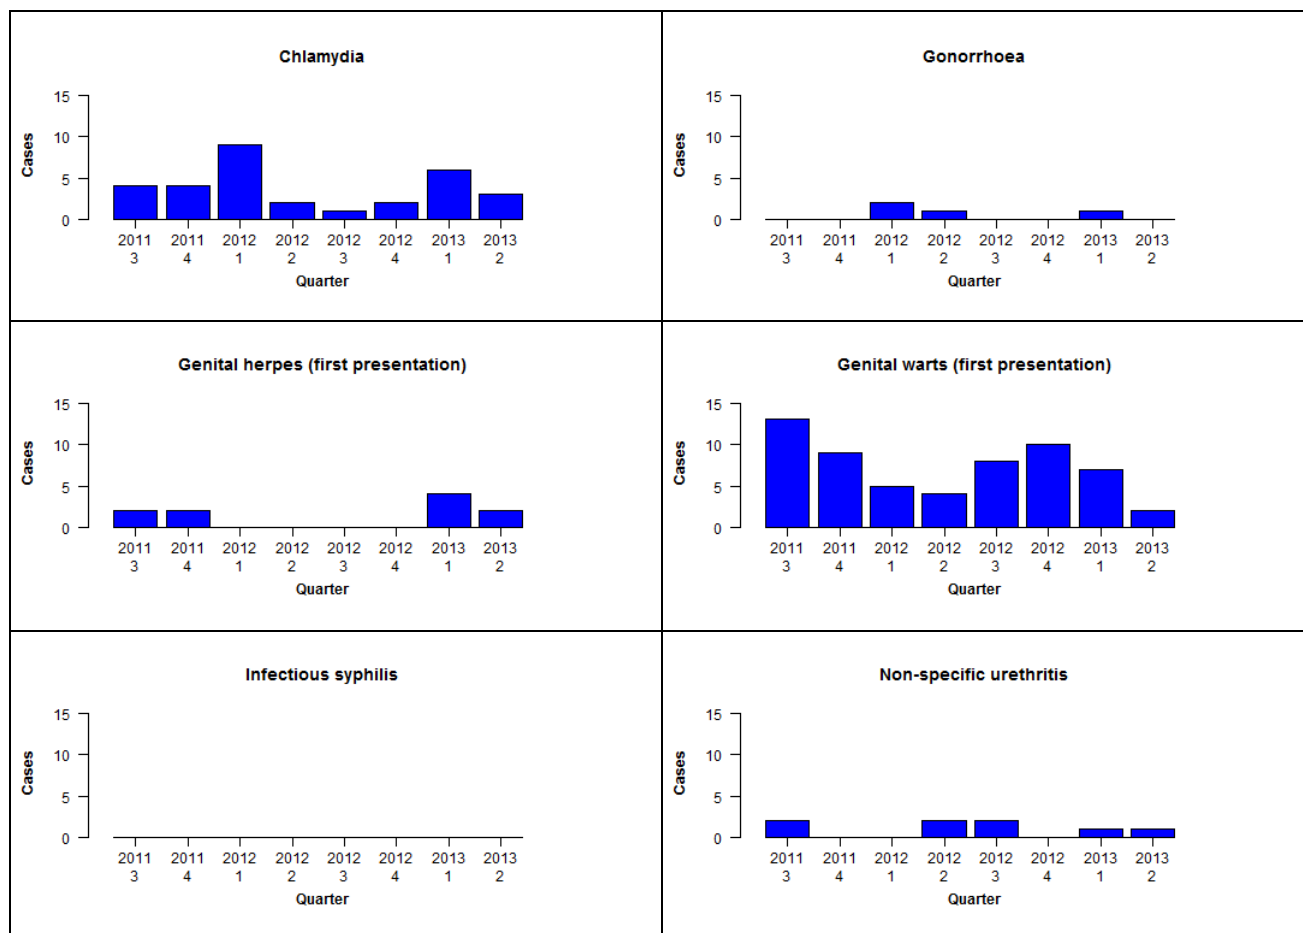 Chlamydia
15
10
5
0
Cases
2011 2011 2012 2012 2012 2012 2013 2013
3 4 1 2 3 4 1 2
Quarter
Gonorrhoea
15
10
5
0
Cases
2011 2011 2012 2012 2012 2012 2013 2013
3 4 1 2 3 4 1 2
Quarter
Genital herpes (first presentation)
15
10
5
0
Cases
2011 2011 2012 2012 2012 2012 2013 2013
3 4 1 2 3 4 1 2
Quarter
Genital warts (first presentation)
15
10
5
0
Cases
2011 2011 2012 2012 2012 2012 2013 2013
3 4 1 2 3 4 1 2
Quarter
Infectious syphilis
15
10
5
0
Cases
2011 2011 2012 2012 2012 2012 2013 2013
3 4 1 2 3 4 1 2
Quarter
Non-specific urethritis
15
10
5
0
Cases
2011 2011 2012 2012 2012 2012 2013 2013
3 4 1 2 3 4 1 2
Quarter